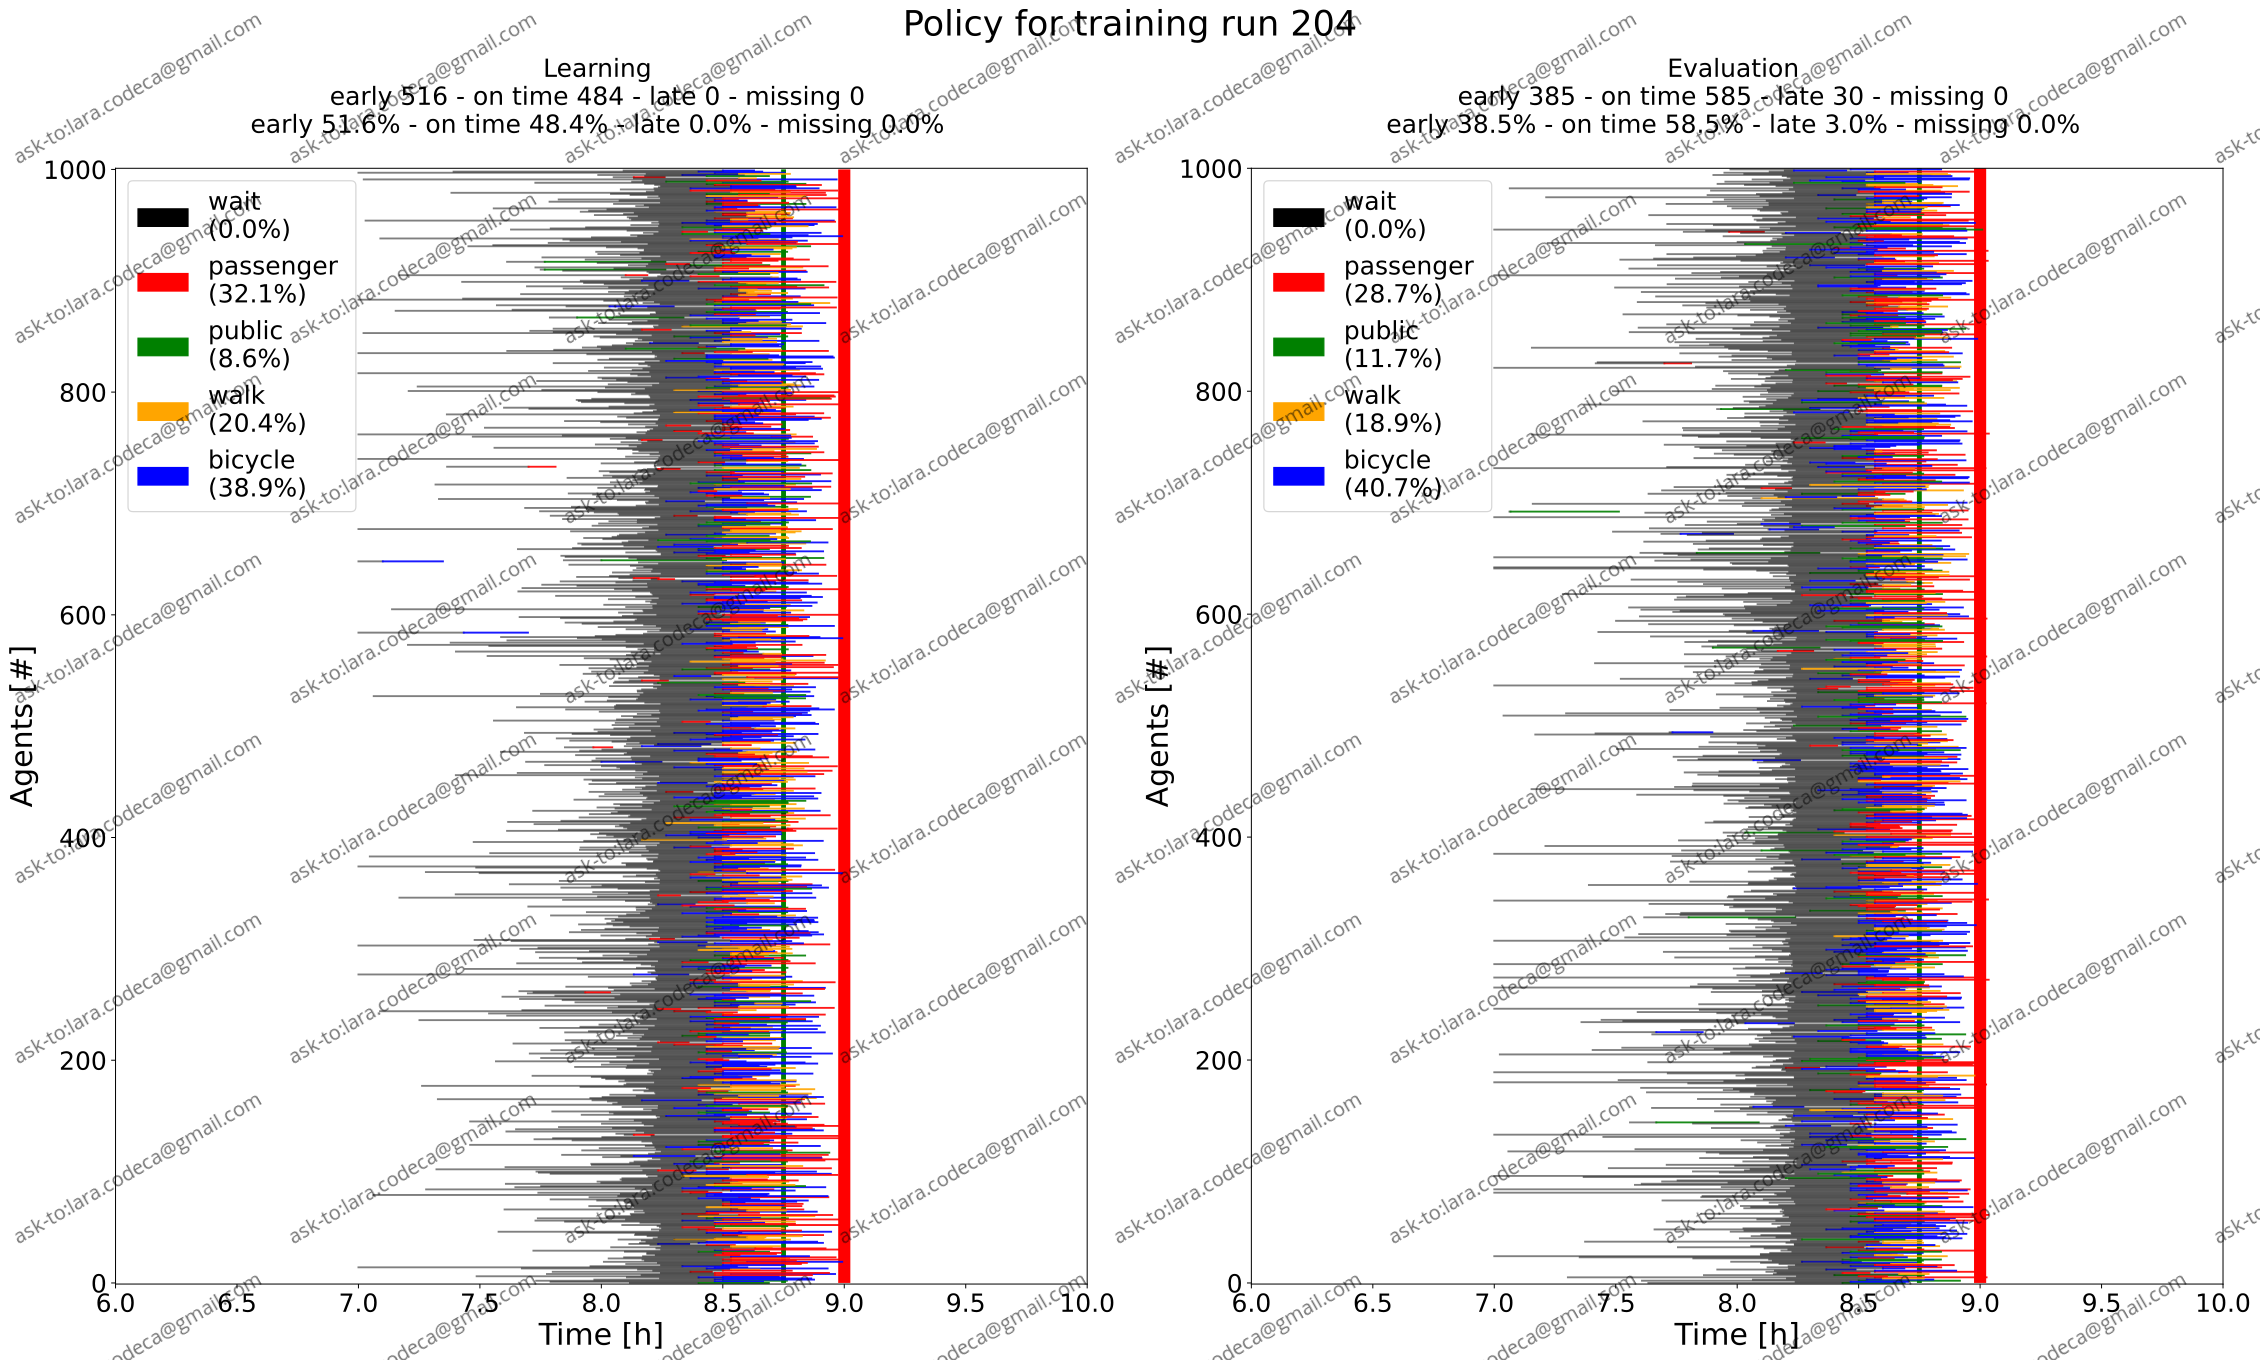 Policy for training run 204
Learning
early 516 - on time 484 - late 0 - missing 0
early 51.6% - on time 48.4% - late 0.0% - missing 0.0%
1000
800
600
400
200
0
Agents [#]
wait
(0.0%)
passenger
(32.1%)
public
(8.6%)
walk
(20.4%)
bicycle
(38.9%)
6.0 6.5 7.0 7.5 8.0 8.5 9.0 9.5 10.0
Time [h]
Evaluation
early 385 - on time 585 - late 30 - missing 0
early 38.5% - on time 58.5% - late 3.0% - missing 0.0%
1000
800
600
400
200
0
Agents [#]
wait
(0.0%)
passenger
(28.7%)
public
(11.7%)
walk
(18.9%)
bicycle
(40.7%)
6.0 6.5 7.0 7.5 8.0 8.5 9.0 9.5 10.0
Time [h]
ask-to:lara.codeca@gmail.com